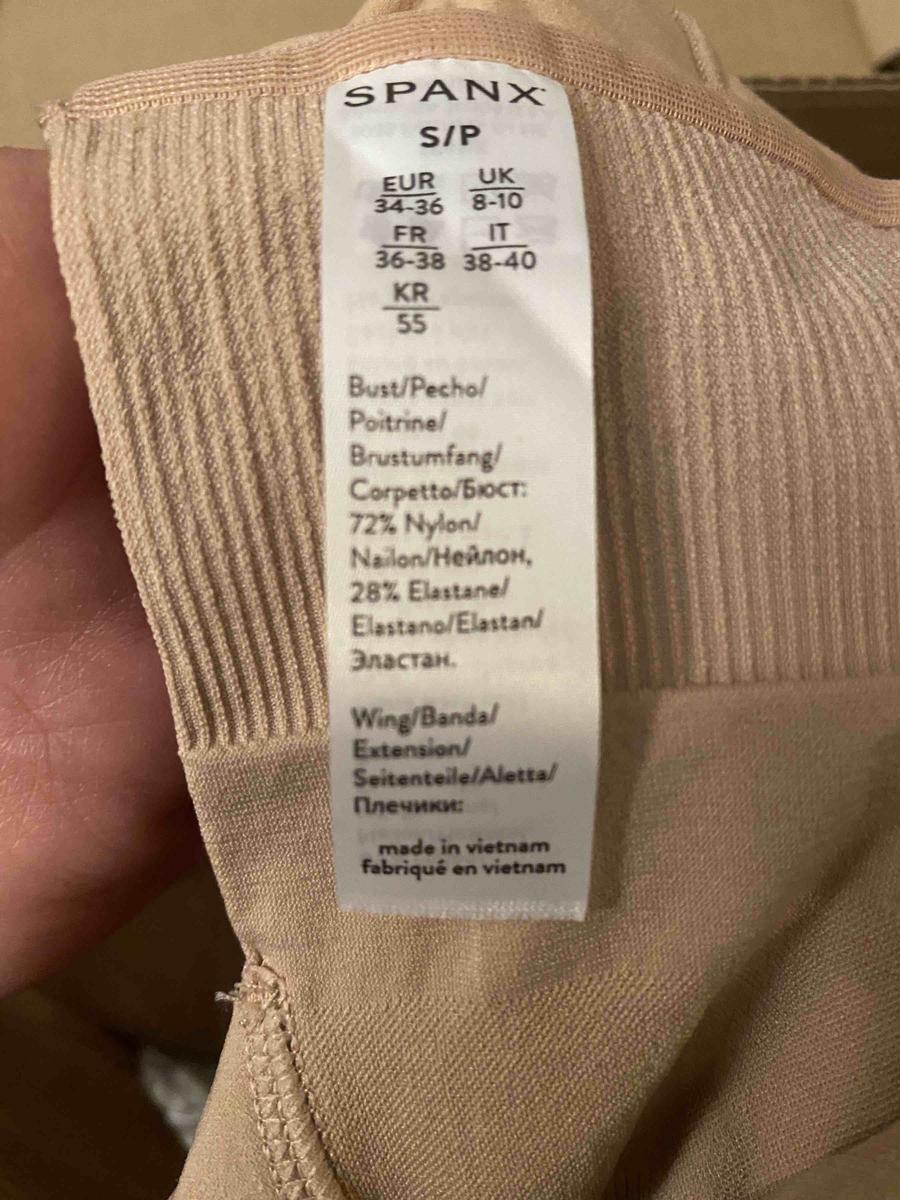 SPANX
S/P
EUR UK
34-36 8-10
FR IT
36-38 38-40
KR
55
Bust/Pecho/
Poitrine/
Brustumfang/
Corpetto/Бюст:
72% Nylon/
Nailon/Нейлон,
28% Elastane/
Elastano/Elastan/
Эластан.
Wing/Banda/
Extension/
Seitenteile/Aletta/
Плечики:
made in vietnam
fabriqué en vietnam